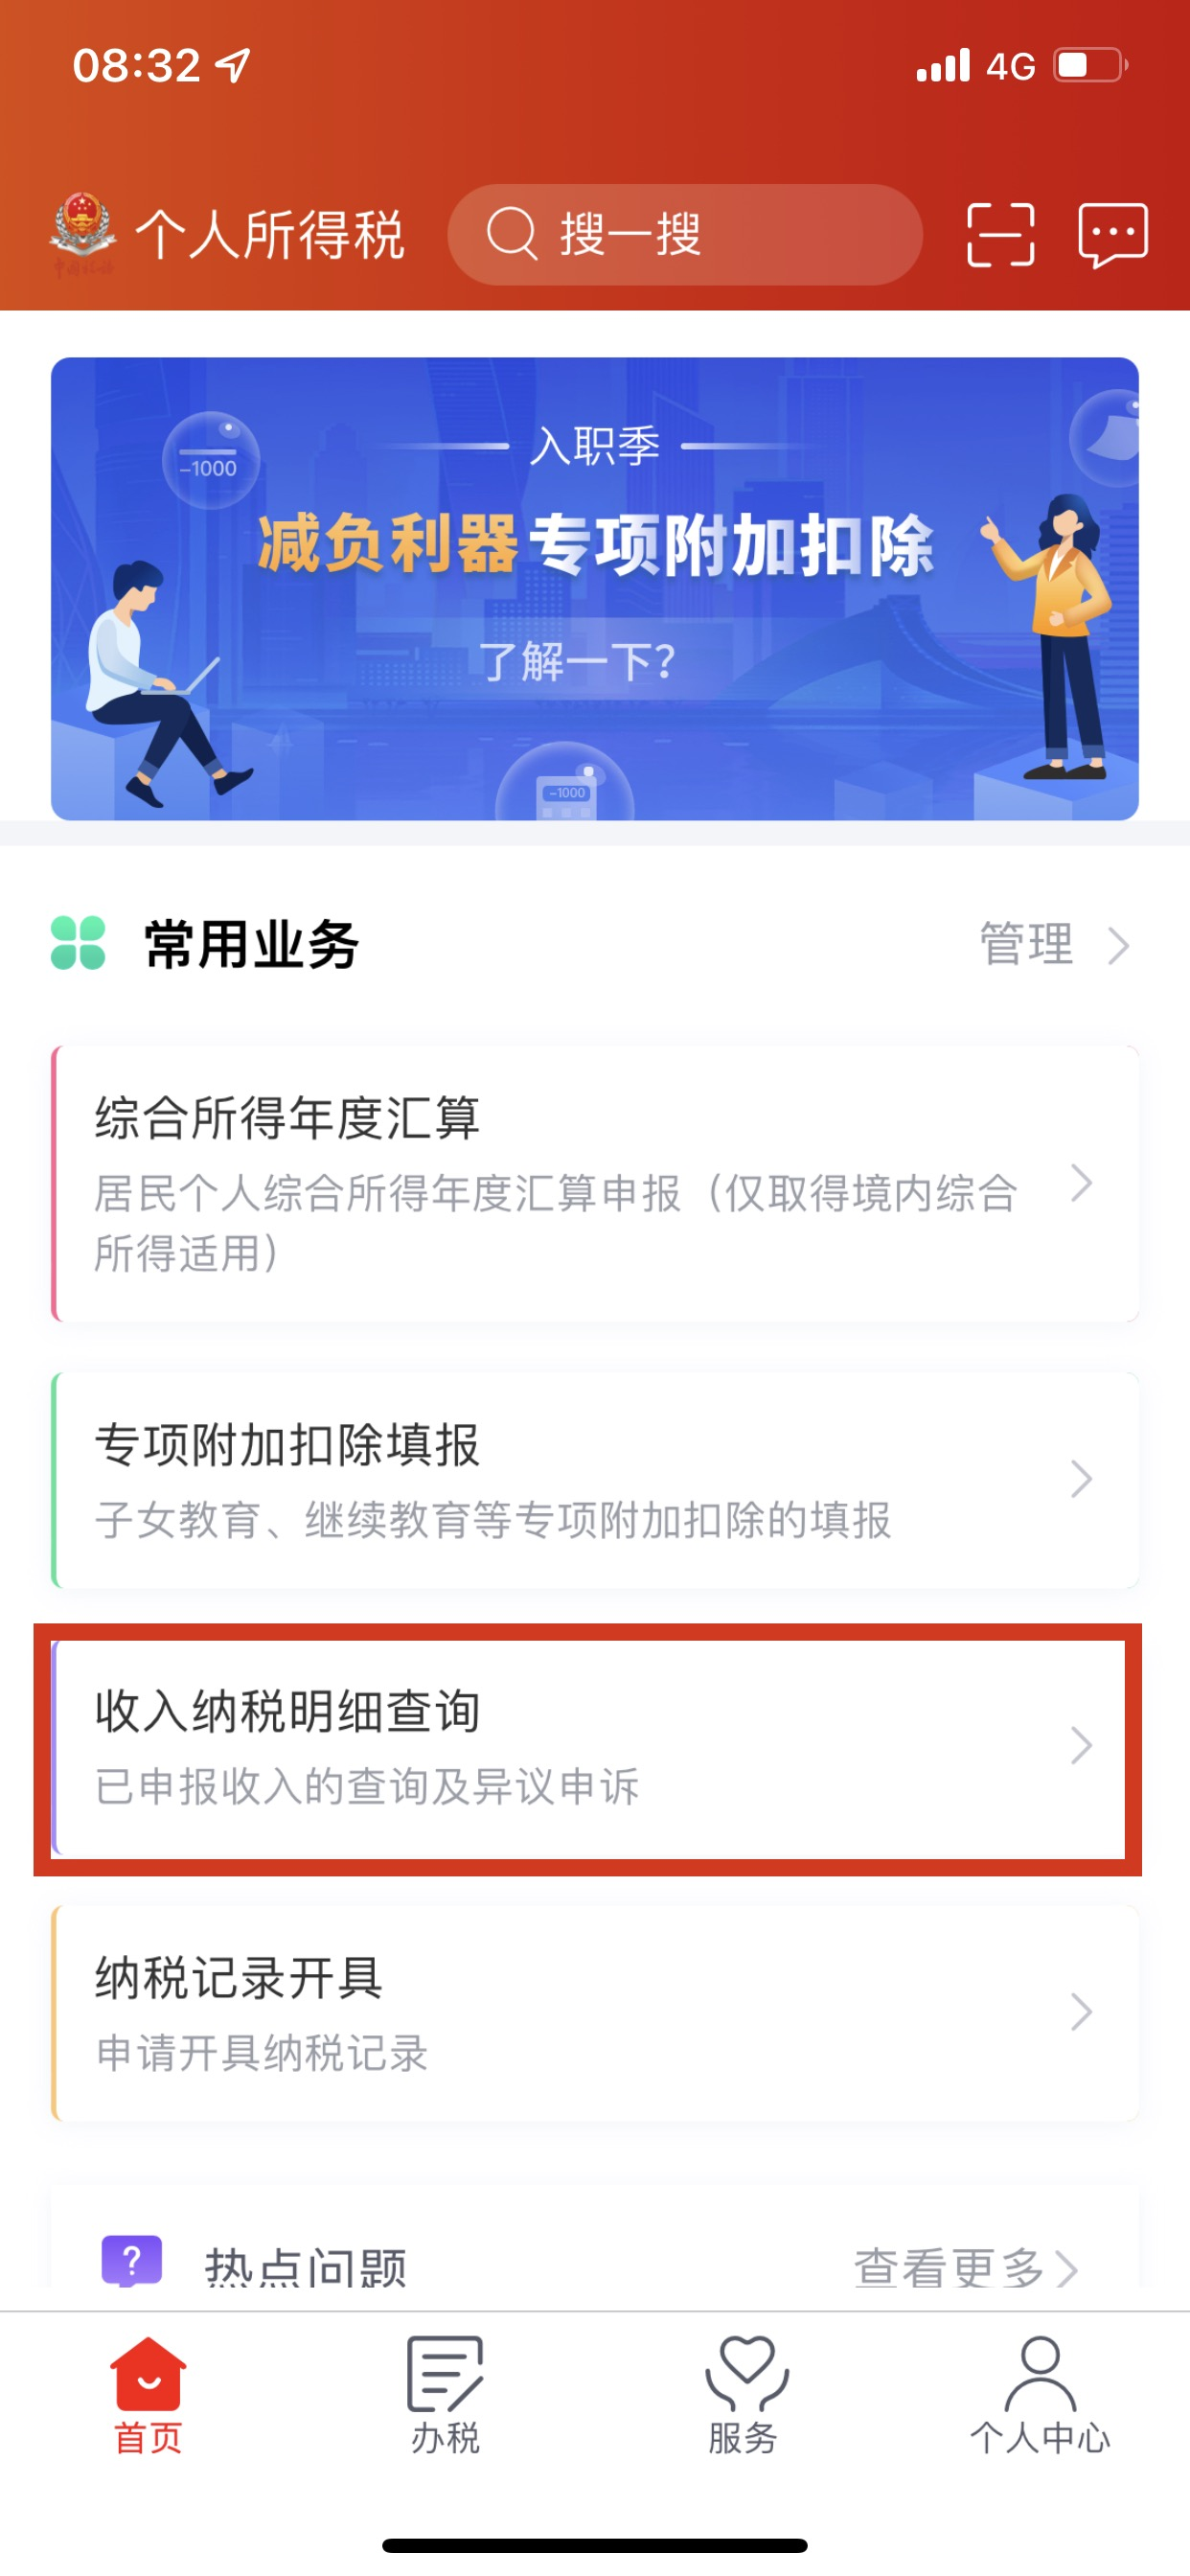 08:32
4G
个人所得税
搜一搜
入职季
-1000
减负利器 专项附加扣除
了解一下?
-1000
常用业务
管理
综合所得年度汇算
居民个人综合所得年度汇算申报（仅取得境内综合
所得适用）
专项附加扣除填报
子女教育、继续教育等专项附加扣除的填报
收入纳税明细查询
已申报收入的查询及异议申诉
纳税记录开具
申请开具纳税记录
?
热点问题
查看更多
首页
办税
服务
个人中心